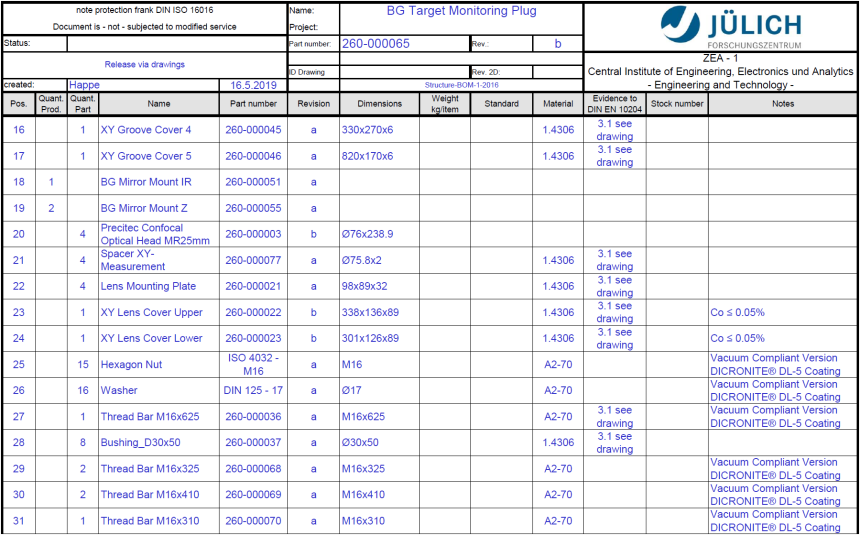 note protection frank DIN ISO 16016
Document is - not - subjected to modified service
Name: BG Target Monitoring Plug
Project:
JÜLICH
FORSCHUNGSZENTRUM
Status:
Part number: 260-000065 Rev.: b
Release via drawings
ID Drawing Rev. 2D:
ZEA - 1
Central Institute of Engineering, Electronics und Analytics
- Engineering and Technology -
created: Happe 16.5.2019 Structure-BOM-1-2016
Pos. Quant. Prod. Quant. Part Name Part number Revision Dimensions Weight kg/item Standard Material Evidence to DIN EN 10204 Stock number Notes
16 1 XY Groove Cover 4 260-000045 a 330x270x6 1.4306 3.1 see drawing
17 1 XY Groove Cover 5 260-000046 a 820x170x6 1.4306 3.1 see drawing
18 1 BG Mirror Mount IR 260-000051 a
19 2 BG Mirror Mount Z 260-000055 a
20 4 Precitec Confocal Optical Head MR25mm 260-000003 b Ø76x238.9
21 4 Spacer XY-Measurement 260-000077 a Ø75.8x2 1.4306 3.1 see drawing
22 4 Lens Mounting Plate 260-000021 a 98x89x32 1.4306 3.1 see drawing
23 1 XY Lens Cover Upper 260-000022 b 338x136x89 1.4306 3.1 see drawing Co ≤ 0.05%
24 1 XY Lens Cover Lower 260-000023 b 301x126x89 1.4306 3.1 see drawing Co ≤ 0.05%
25 15 Hexagon Nut ISO 4032 - M16 a M16 A2-70 Vacuum Compliant Version DICRONITE® DL-5 Coating
26 16 Washer DIN 125 - 17 a Ø17 A2-70 Vacuum Compliant Version DICRONITE® DL-5 Coating
27 1 Thread Bar M16x625 260-000036 a M16x625 A2-70 3.1 see drawing Vacuum Compliant Version DICRONITE® DL-5 Coating
28 8 Bushing_D30x50 260-000037 a Ø30x50 1.4306 3.1 see drawing
29 2 Thread Bar M16x325 260-000068 a M16x325 A2-70 Vacuum Compliant Version DICRONITE® DL-5 Coating
30 2 Thread Bar M16x410 260-000069 a M16x410 A2-70 Vacuum Compliant Version DICRONITE® DL-5 Coating
31 1 Thread Bar M16x310 260-000070 a M16x310 A2-70 Vacuum Compliant Version DICRONITE® DL-5 Coating